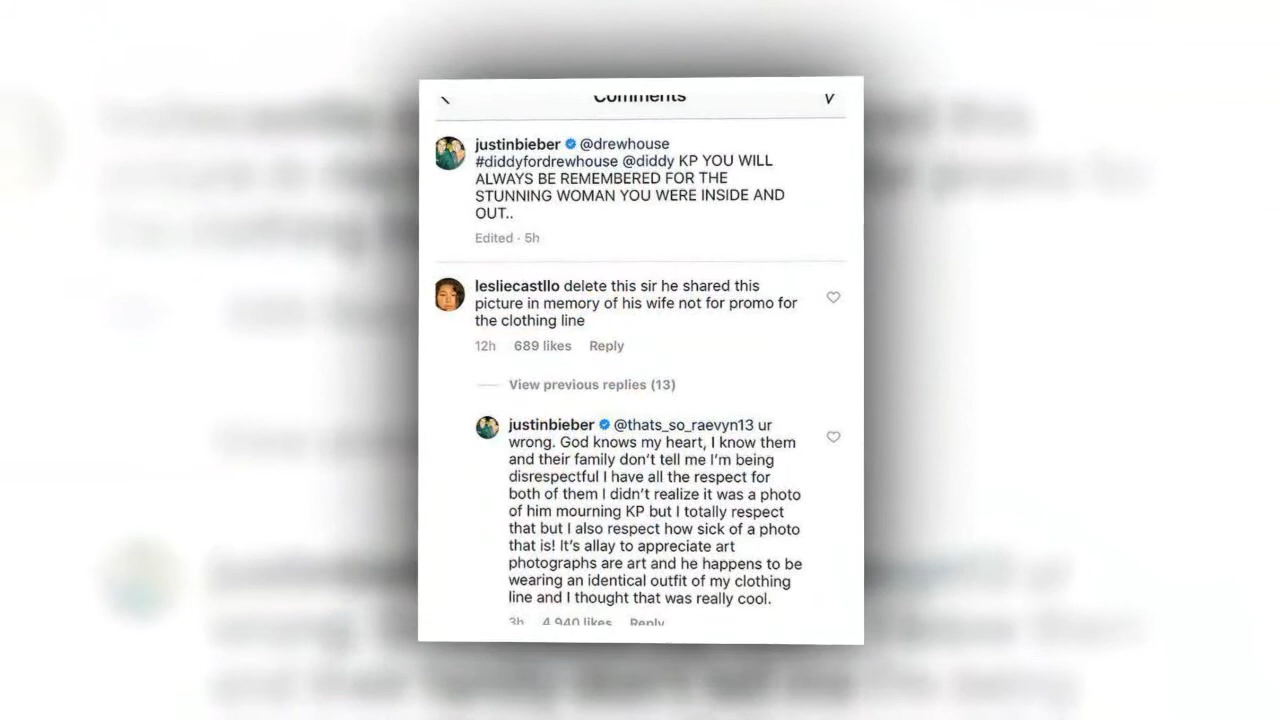 Comments
justinbieber @drewhouse
#diddyfordrewhouse @diddy KP YOU WILL
ALWAYS BE REMEMBERED FOR THE
STUNNING WOMAN YOU WERE INSIDE AND
OUT..
Edited · 5h
lesliecastllo delete this sir he shared this
picture in memory of his wife not for promo for
the clothing line
12h 689 likes Reply
View previous replies (13)
justinbieber @thats_so_raevyn13 ur
wrong. God knows my heart, I know them
and their family don't tell me I'm being
disrespectful I have all the respect for
both of them I didn't realize it was a photo
of him mourning KP but I totally respect
that but I also respect how sick of a photo
that is! It's allay to appreciate art
photographs are art and he happens to be
wearing an identical outfit of my clothing
line and I thought that was really cool.
3h 4,940 likes Reply